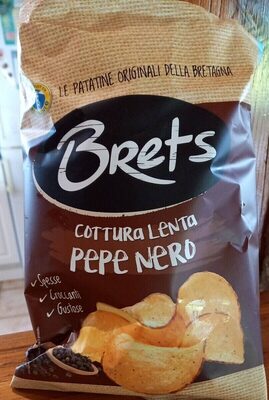 LE PATATINE ORIGINALI DELLA BRETAGNA
BRETS
COTTURA LENTA
PEPE NERO
✓ Spesse
✓ Croccanti
✓ Gustose